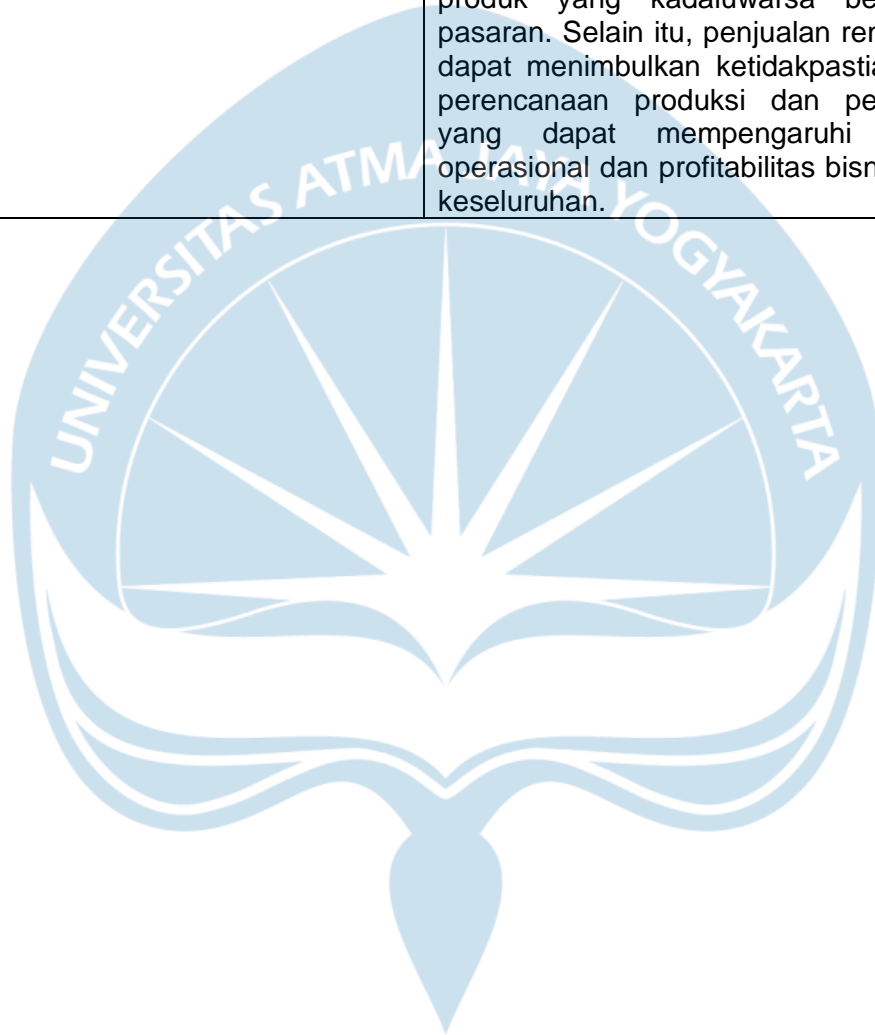 produk yang kadaluwarsa
pasaran. Selain itu, penjualan
dapat menimbulkan
perencanaan produksi dan
yang dapat mempengaruhi
operasional dan profitabilitas
keseluruhan.
UNIVERSITAS ATMA JAYA YOGYAKARTA